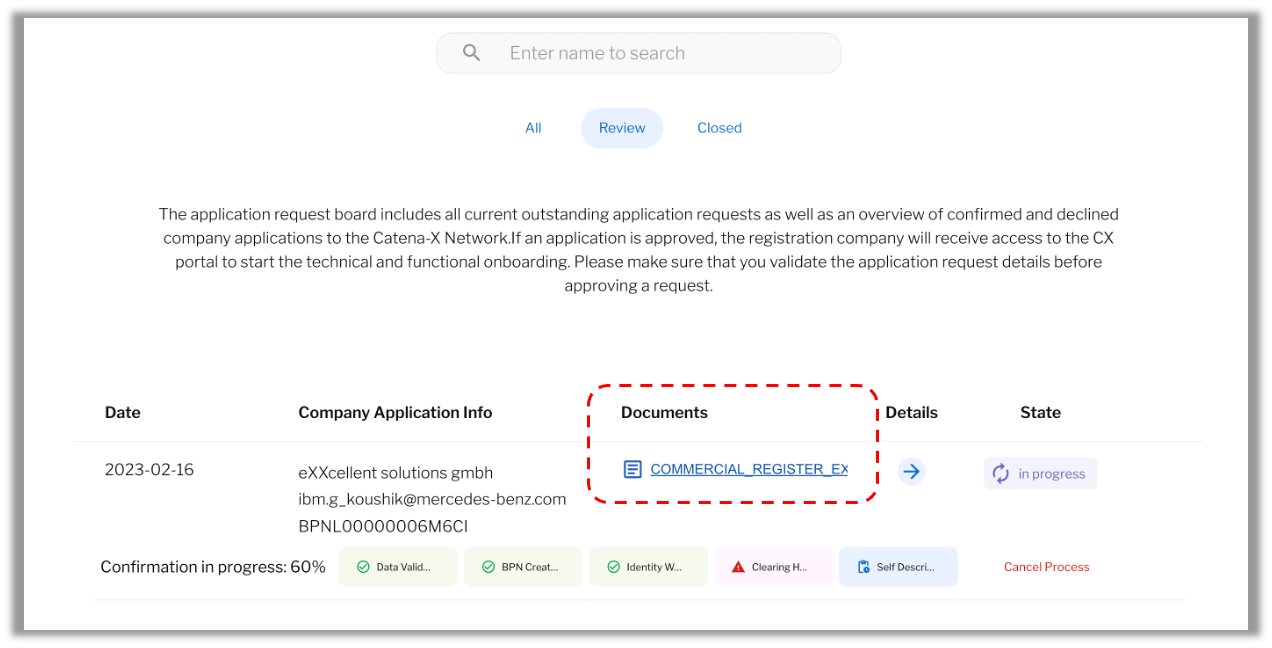 Enter name to search
All Review Closed
The application request board includes all current outstanding application requests as well as an overview of confirmed and declined
company applications to the Catena-X Network.If an application is approved, the registration company will receive access to the CX
portal to start the technical and functional onboarding. Please make sure that you validate the application request details before
approving a request.
Date Company Application Info Documents Details State
2023-02-16 eXXcellent solutions gmbh COMMERCIAL_REGISTER_EX in progress
ibm.g_koushik@mercedes-benz.com
BPNL00000006M6CI
Confirmation in progress: 60% Data Valid... BPN Creat... Identity W... Clearing H... Self Descri... Cancel Process